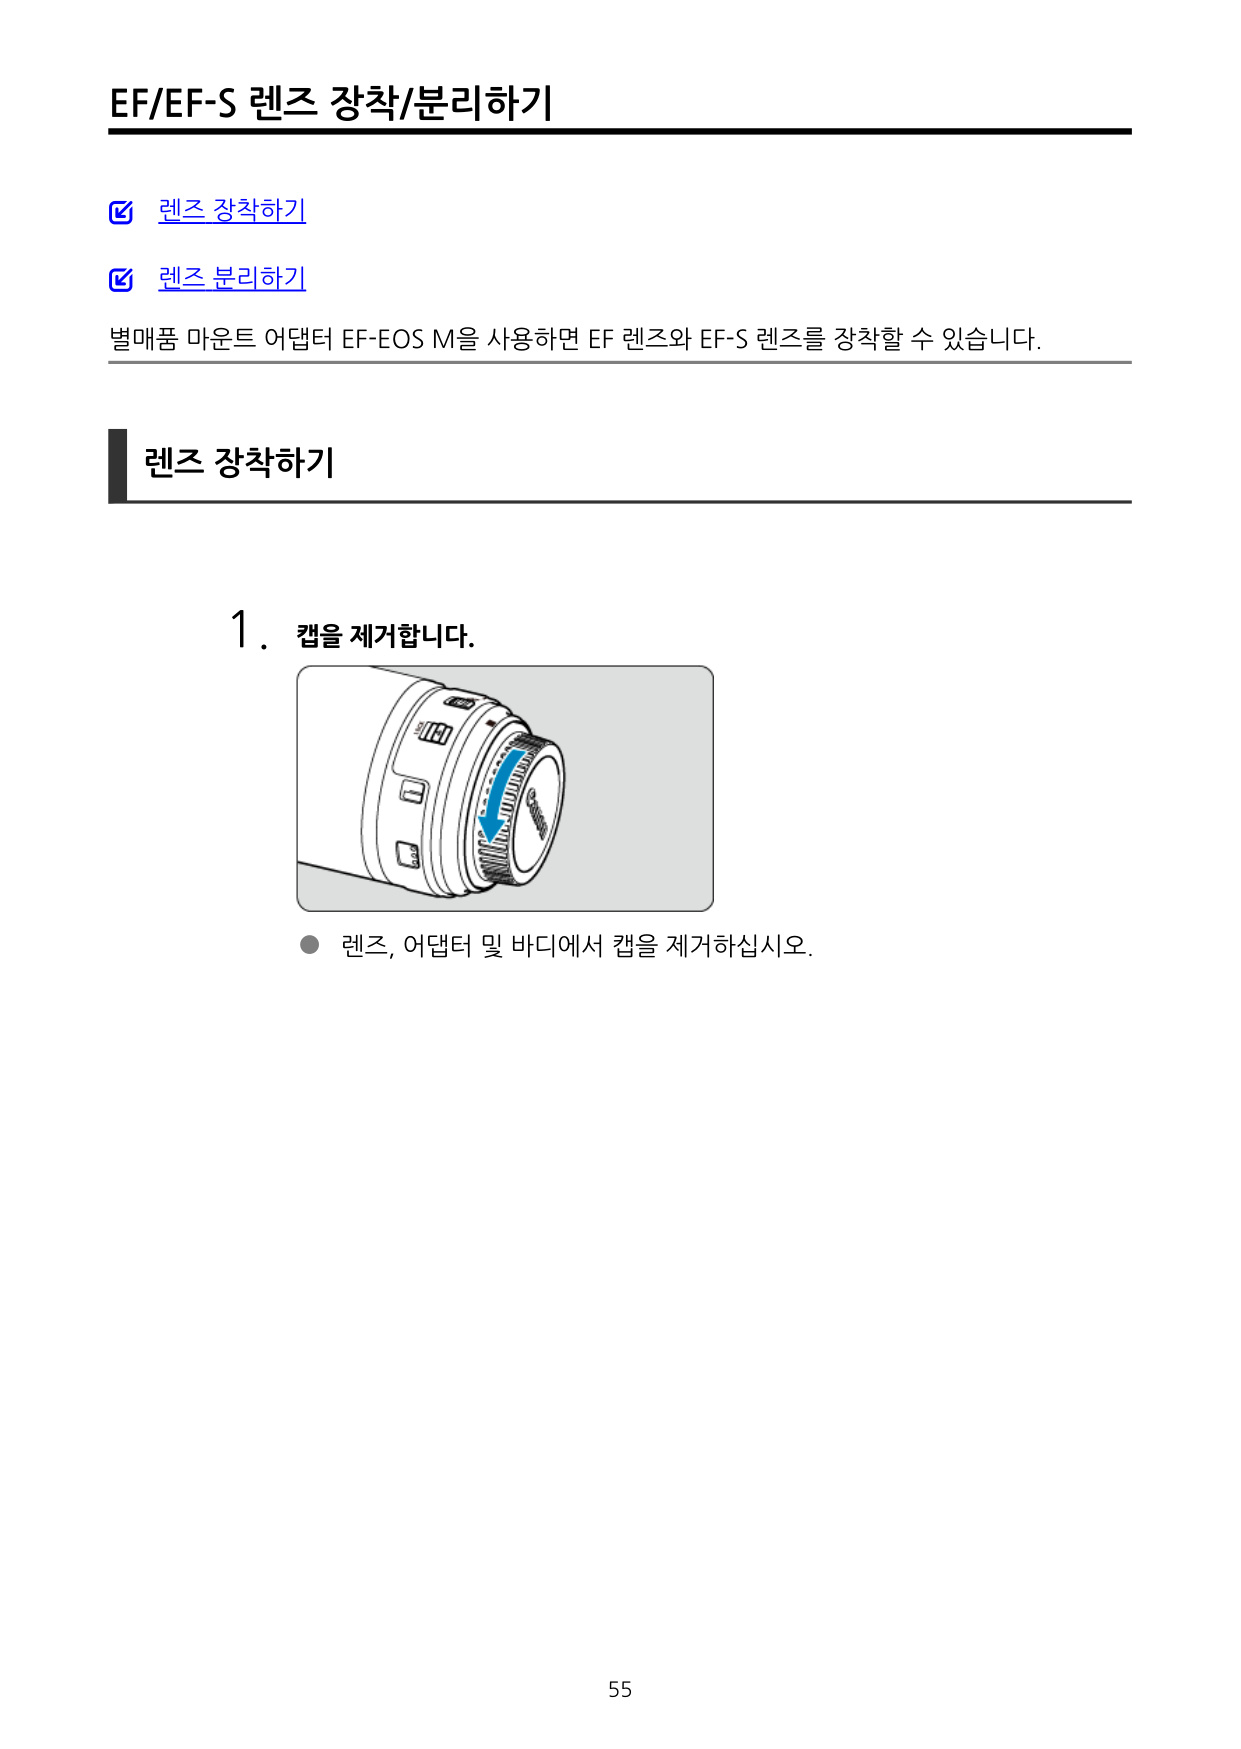 EF/EF-S 렌즈 장착/분리하기
렌즈 장착하기
렌즈 분리하기
별매품 마운트 어댑터 EF-EOS M을 사용하면 EF 렌즈와 EF-S 렌즈를 장착할 수 있습니다.
렌즈 장착하기
1. 캡을 제거합니다.
Canon
● 렌즈, 어댑터 및 바디에서 캡을 제거하십시오.
55